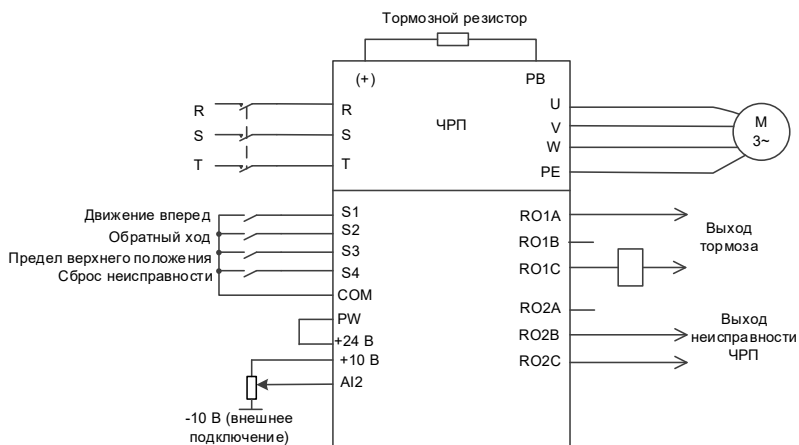 Тормозной резистор
(+)
PB
R
S
T
R
S
T
ЧРП
U
V
W
PE
М
3~
Движение вперед
Обратный ход
Предел верхнего положения
Сброс неисправности
S1
S2
S3
S4
COM
PW
+24 В
+10 В
AI2
-10 В (внешнее
подключение)
RO1A
RO1B
RO1C
RO2A
RO2B
RO2C
Выход
тормоза
Выход
неисправности
ЧРП